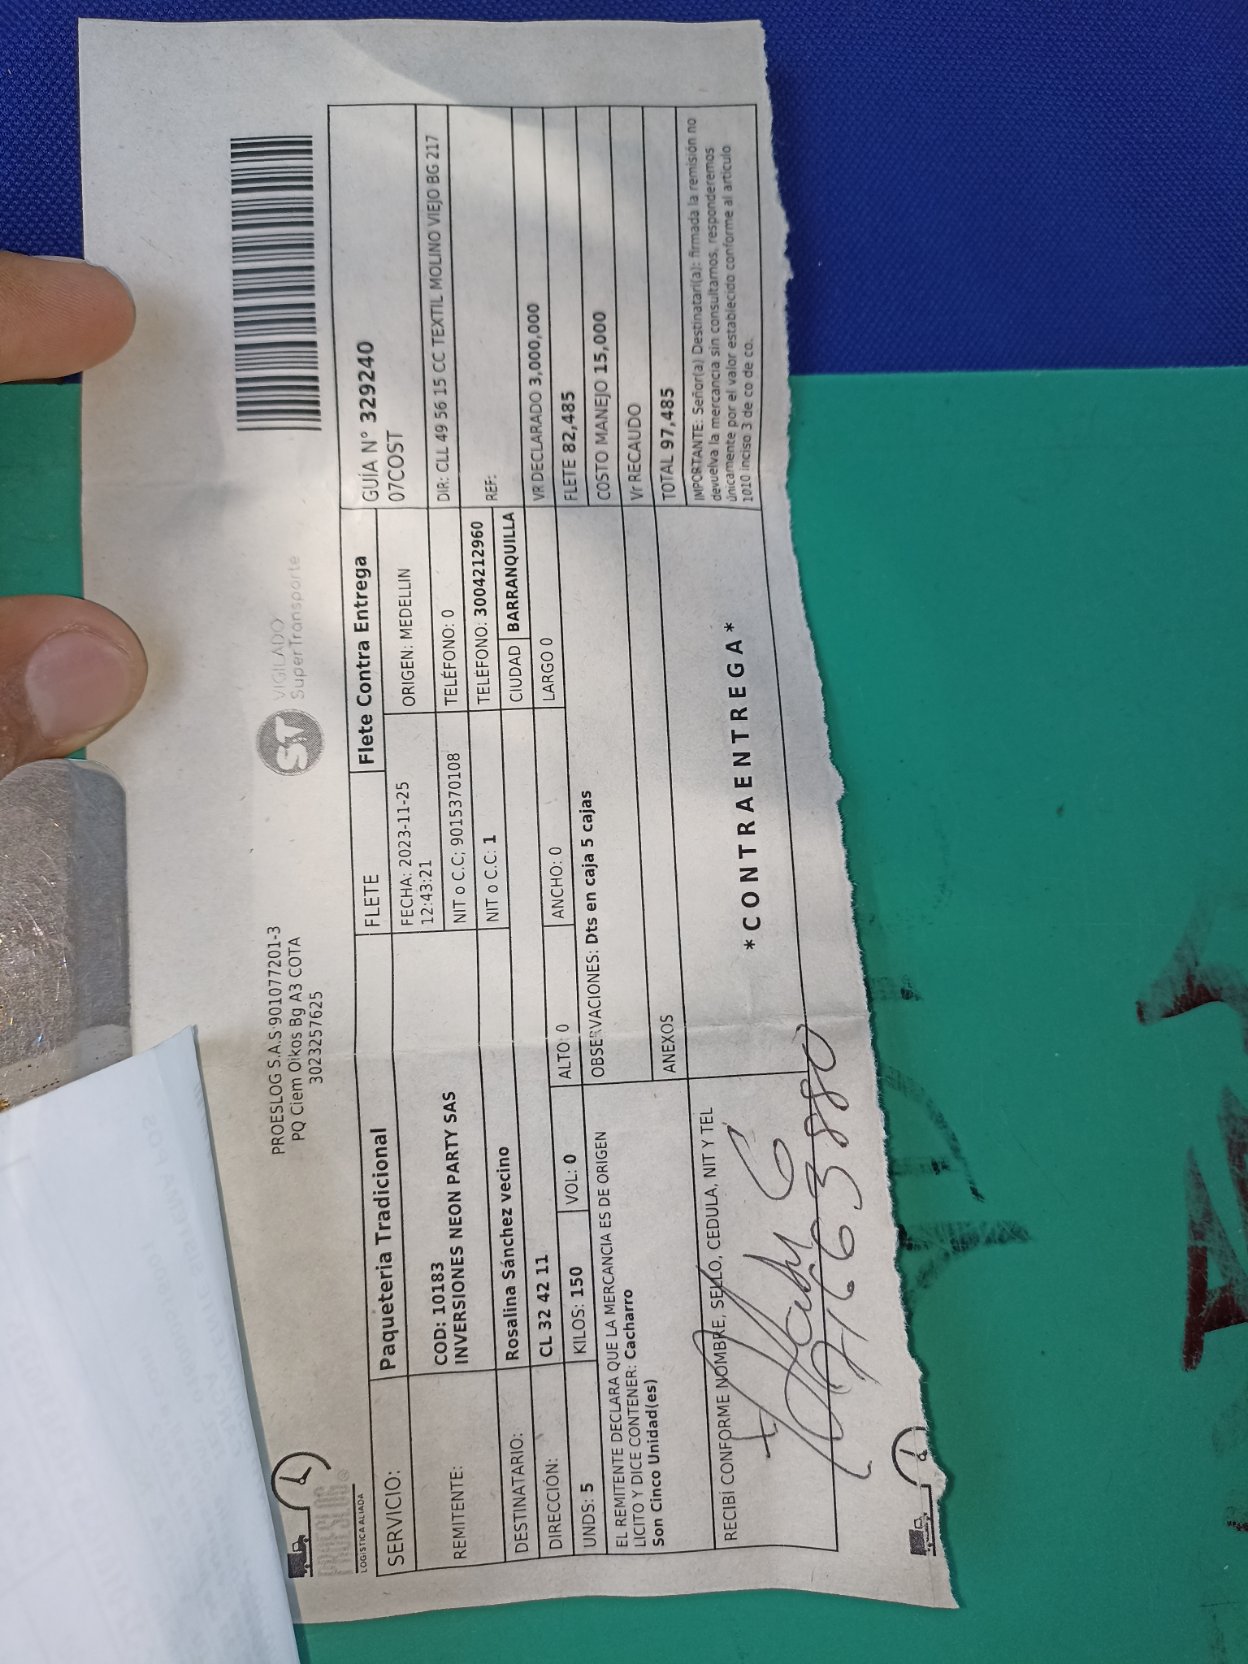 PROESLOG
LOGISTICA ALIADA
PROESLOG S.A.S 901077201-3
PQ Ciem Oikos Bg A3 COTA
3023257625
ST
VIGILADO
SuperTransporte
SERVICIO: Paqueteria Tradicional FLETE Flete Contra Entrega GUÍA N° 329240
07COST
REMITENTE: COD: 10183
INVERSIONES NEON PARTY SAS
FECHA: 2023-11-25
12:43:21
ORIGEN: MEDELLIN
NIT o C.C; 9015370108 TELÉFONO: 0
DIR: CLL 49 56 15 CC TEXTIL MOLINO VIEJO BG 217
DESTINATARIO: Rosalina Sánchez vecino NIT o C.C: 1 TELÉFONO: 3004212960 REF:
DIRECCIÓN: CL 32 42 11 CIUDAD BARRANQUILLA
UNDS: 5 KILOS: 150 VOL: 0 ALTO: 0 ANCHO: 0 LARGO 0
VR DECLARADO 3,000,000
FLETE 82,485
COSTO MANEJO 15,000
Vr RECAUDO
TOTAL 97,485
EL REMITENTE DECLARA QUE LA MERCANCIA ES DE ORIGEN
LICITO Y DICE CONTENER: Cacharro
Son Cinco Unidad(es)
OBSERVACIONES: Dts en caja 5 cajas
ANEXOS
RECIBÍ CONFORME NOMBRE, SELLO, CEDULA, NIT Y TEL
*CONTRAENTREGA*
IMPORTANTE: Señor(a) Destinatari(a): firmada la remisión no
devuelva la mercancia sin consultarnos, responderemos
únicamente por el valor establecido conforme al articulo
1010 inciso 3 de co de co.